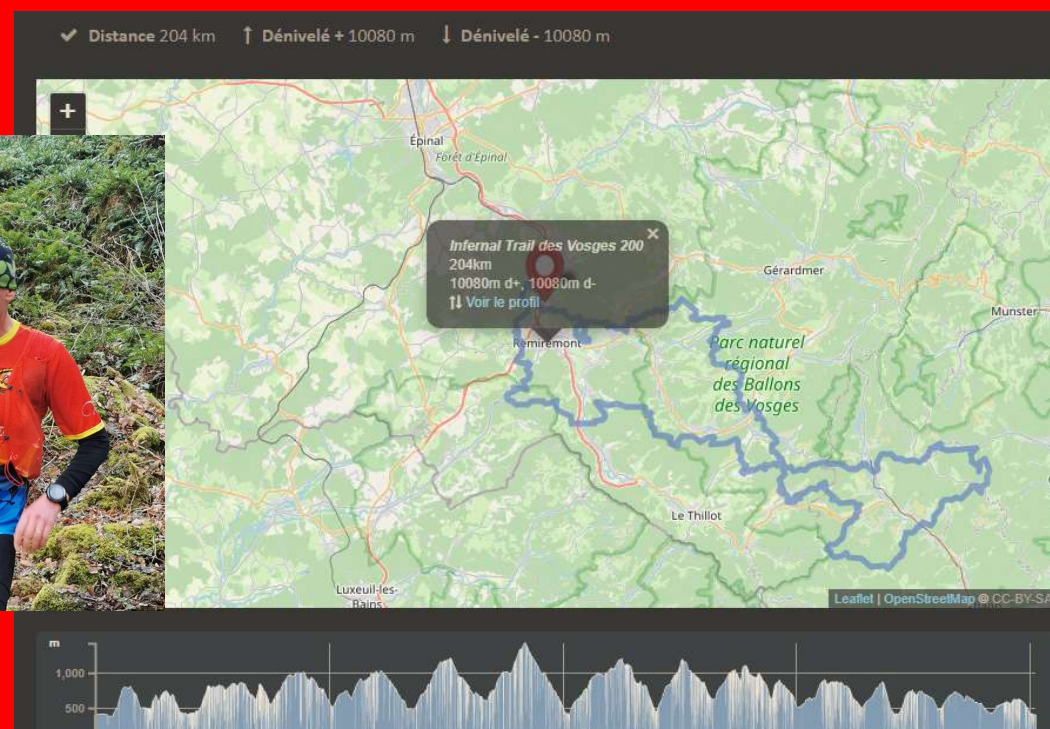 Distance 204 km Dénivelé + 10080 m Dénivelé - 10080 m
+
Épinal
Forêt d'Épinal
Infernal Trail des Vosges 200
204km
10080m d+, 10080m d-
Voir le profil
Gérardmer
Munster
Remiremont
Parc naturel
régional
des Ballons
des Vosges
Le Thillot
Luxeuil-les-
Bains
Leaflet | OpenStreetMap © CC-BY-SA
m
1,000
500